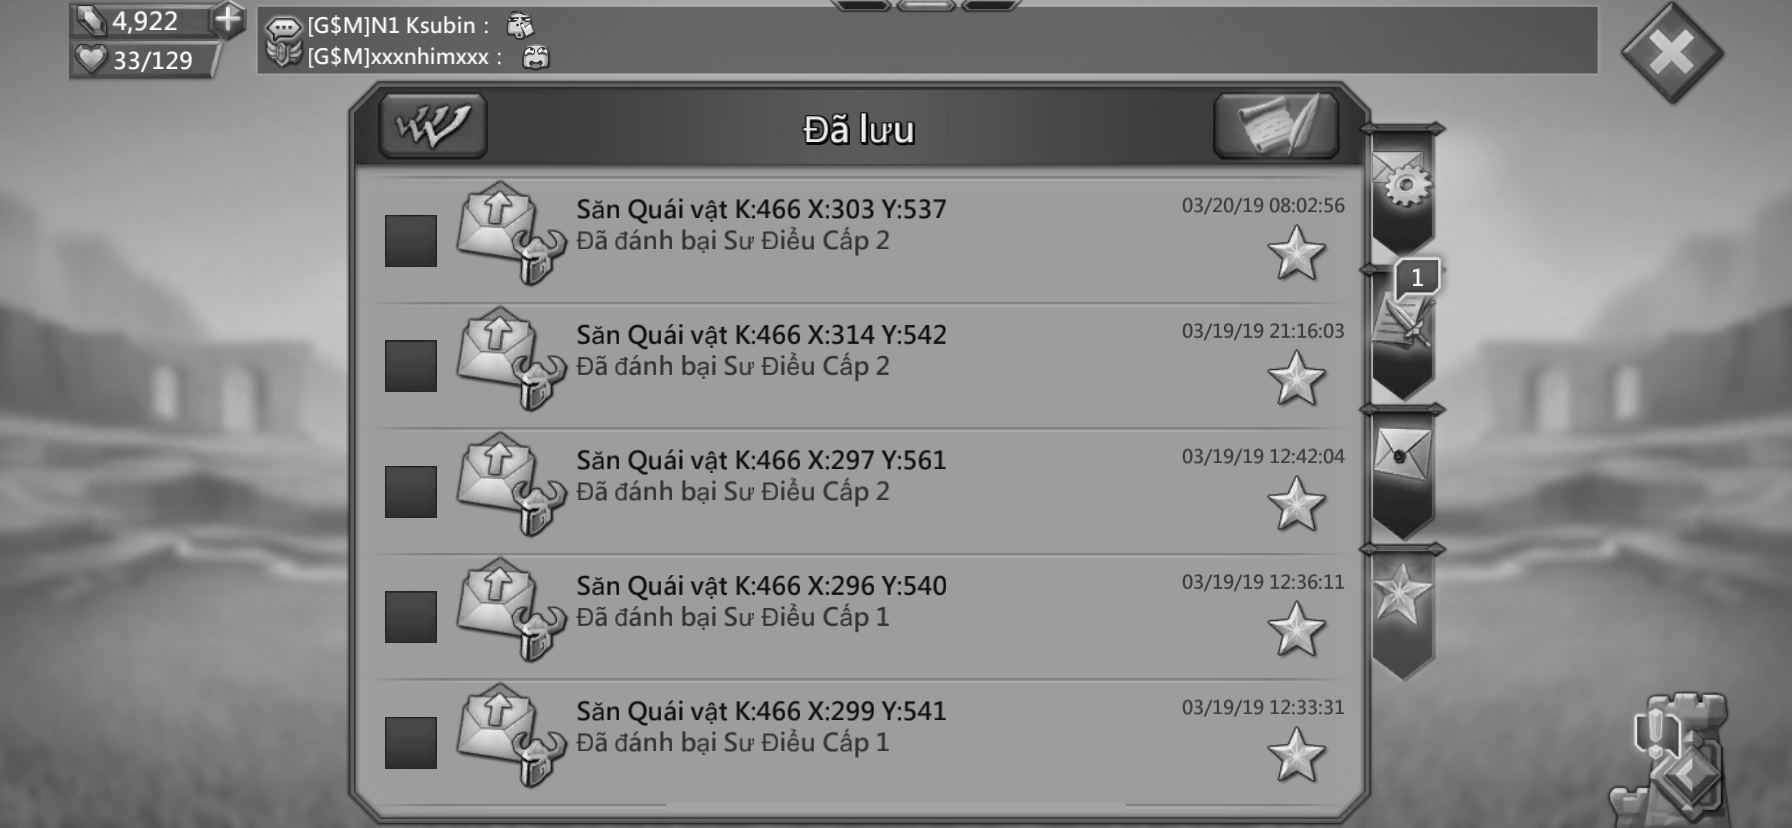 4,922
33/129
[G$M]N1 Ksubin :
[G$M]xxxnhimxxx :
Đã lưu
Săn Quái vật K:466 X:303 Y:537
03/20/19 08:02:56
Đã đánh bại Sư Điểu Cấp 2
Săn Quái vật K:466 X:314 Y:542
03/19/19 21:16:03
Đã đánh bại Sư Điểu Cấp 2
Săn Quái vật K:466 X:297 Y:561
03/19/19 12:42:04
Đã đánh bại Sư Điểu Cấp 2
Săn Quái vật K:466 X:296 Y:540
03/19/19 12:36:11
Đã đánh bại Sư Điểu Cấp 1
Săn Quái vật K:466 X:299 Y:541
03/19/19 12:33:31
Đã đánh bại Sư Điểu Cấp 1
1